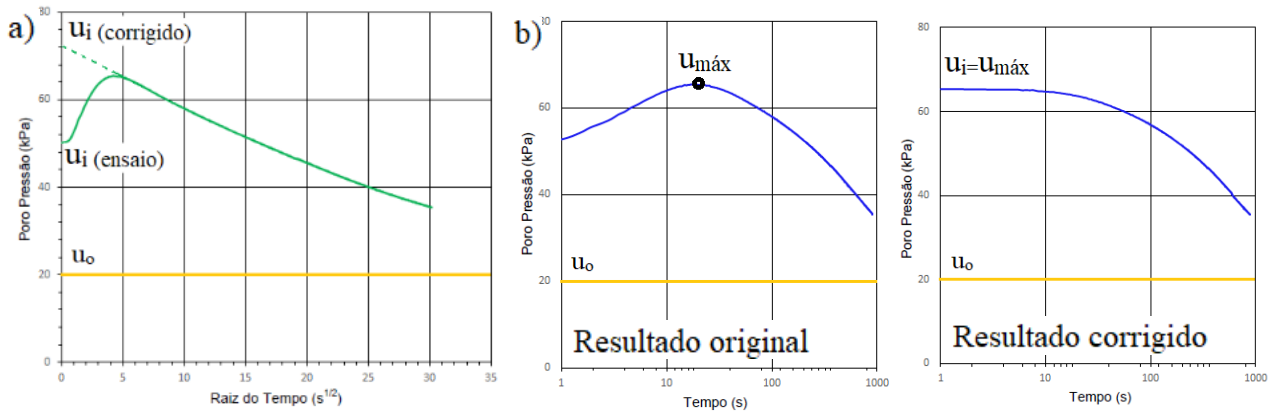 a)
u i (corrigido)
u i (ensaio)
uo
80
60
40
20
0
Poro Pressão (kPa)
0 5 10 15 20 25 30 35
Raiz do Tempo (s1/2)
b)
umáx
uo
Resultado original
80
60
40
20
0
Poro Pressão (kPa)
1 10 100 1000
Tempo (s)
ui=umáx
uo
Resultado corrigido
80
60
40
20
0
Poro Pressão (kPa)
1 10 100 1000
Tempo (s)